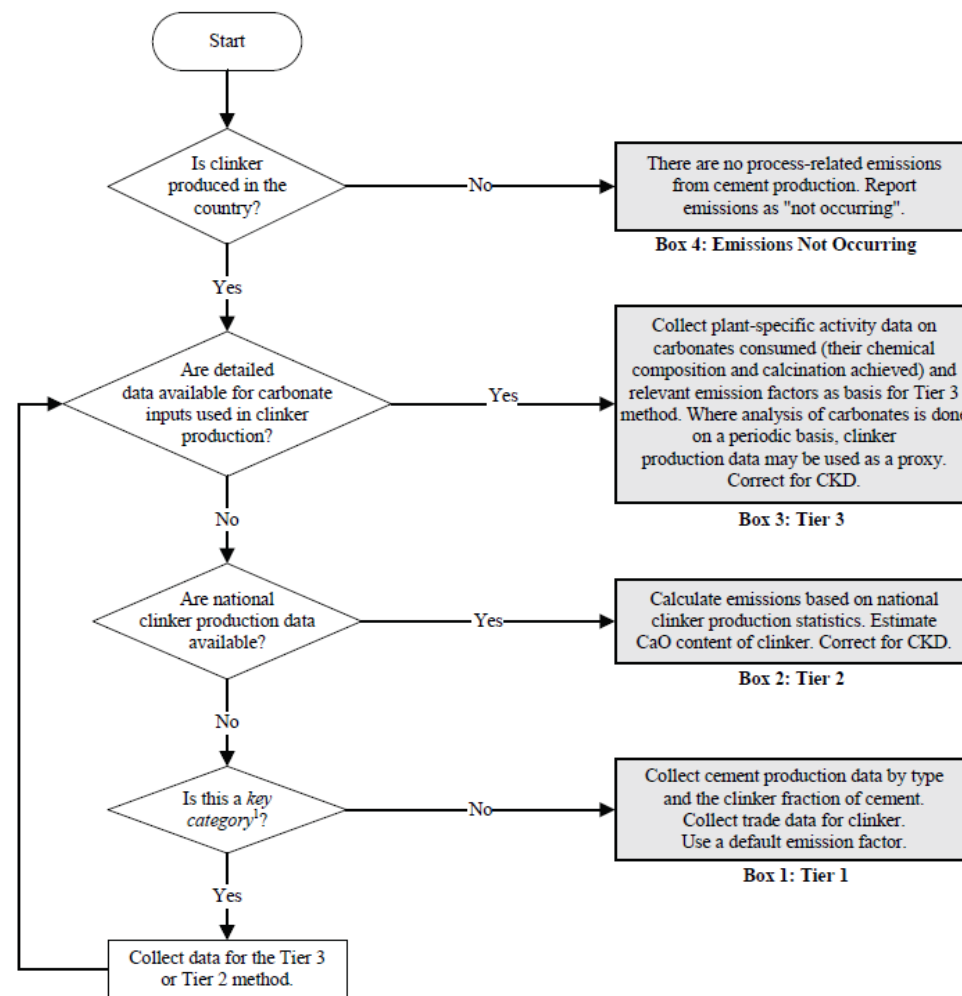 Start
Is clinker
produced in the
country?
No
There are no process-related emissions
from cement production. Report
emissions as "not occurring".
Box 4: Emissions Not Occurring
Yes
Are detailed
data available for carbonate
inputs used in clinker
production?
Yes
Collect plant-specific activity data on
carbonates consumed (their chemical
composition and calcination achieved) and
relevant emission factors as basis for Tier 3
method. Where analysis of carbonates is done
on a periodic basis, clinker
production data may be used as a proxy.
Correct for CKD.
Box 3: Tier 3
No
Are national
clinker production data
available?
Yes
Calculate emissions based on national
clinker production statistics. Estimate
CaO content of clinker. Correct for CKD.
Box 2: Tier 2
No
Is this a key
category¹?
No
Collect cement production data by type
and the clinker fraction of cement.
Collect trade data for clinker.
Use a default emission factor.
Box 1: Tier 1
Yes
Collect data for the Tier 3
or Tier 2 method.